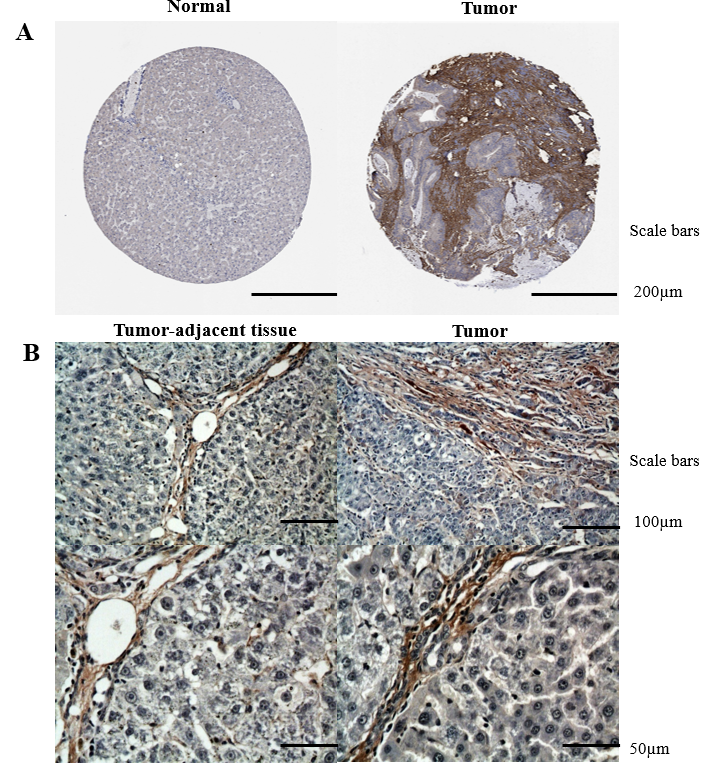 Normal Tumor
A
Scale bars
200μm
Tumor-adjacent tissue Tumor
B
Scale bars
100μm
50μm